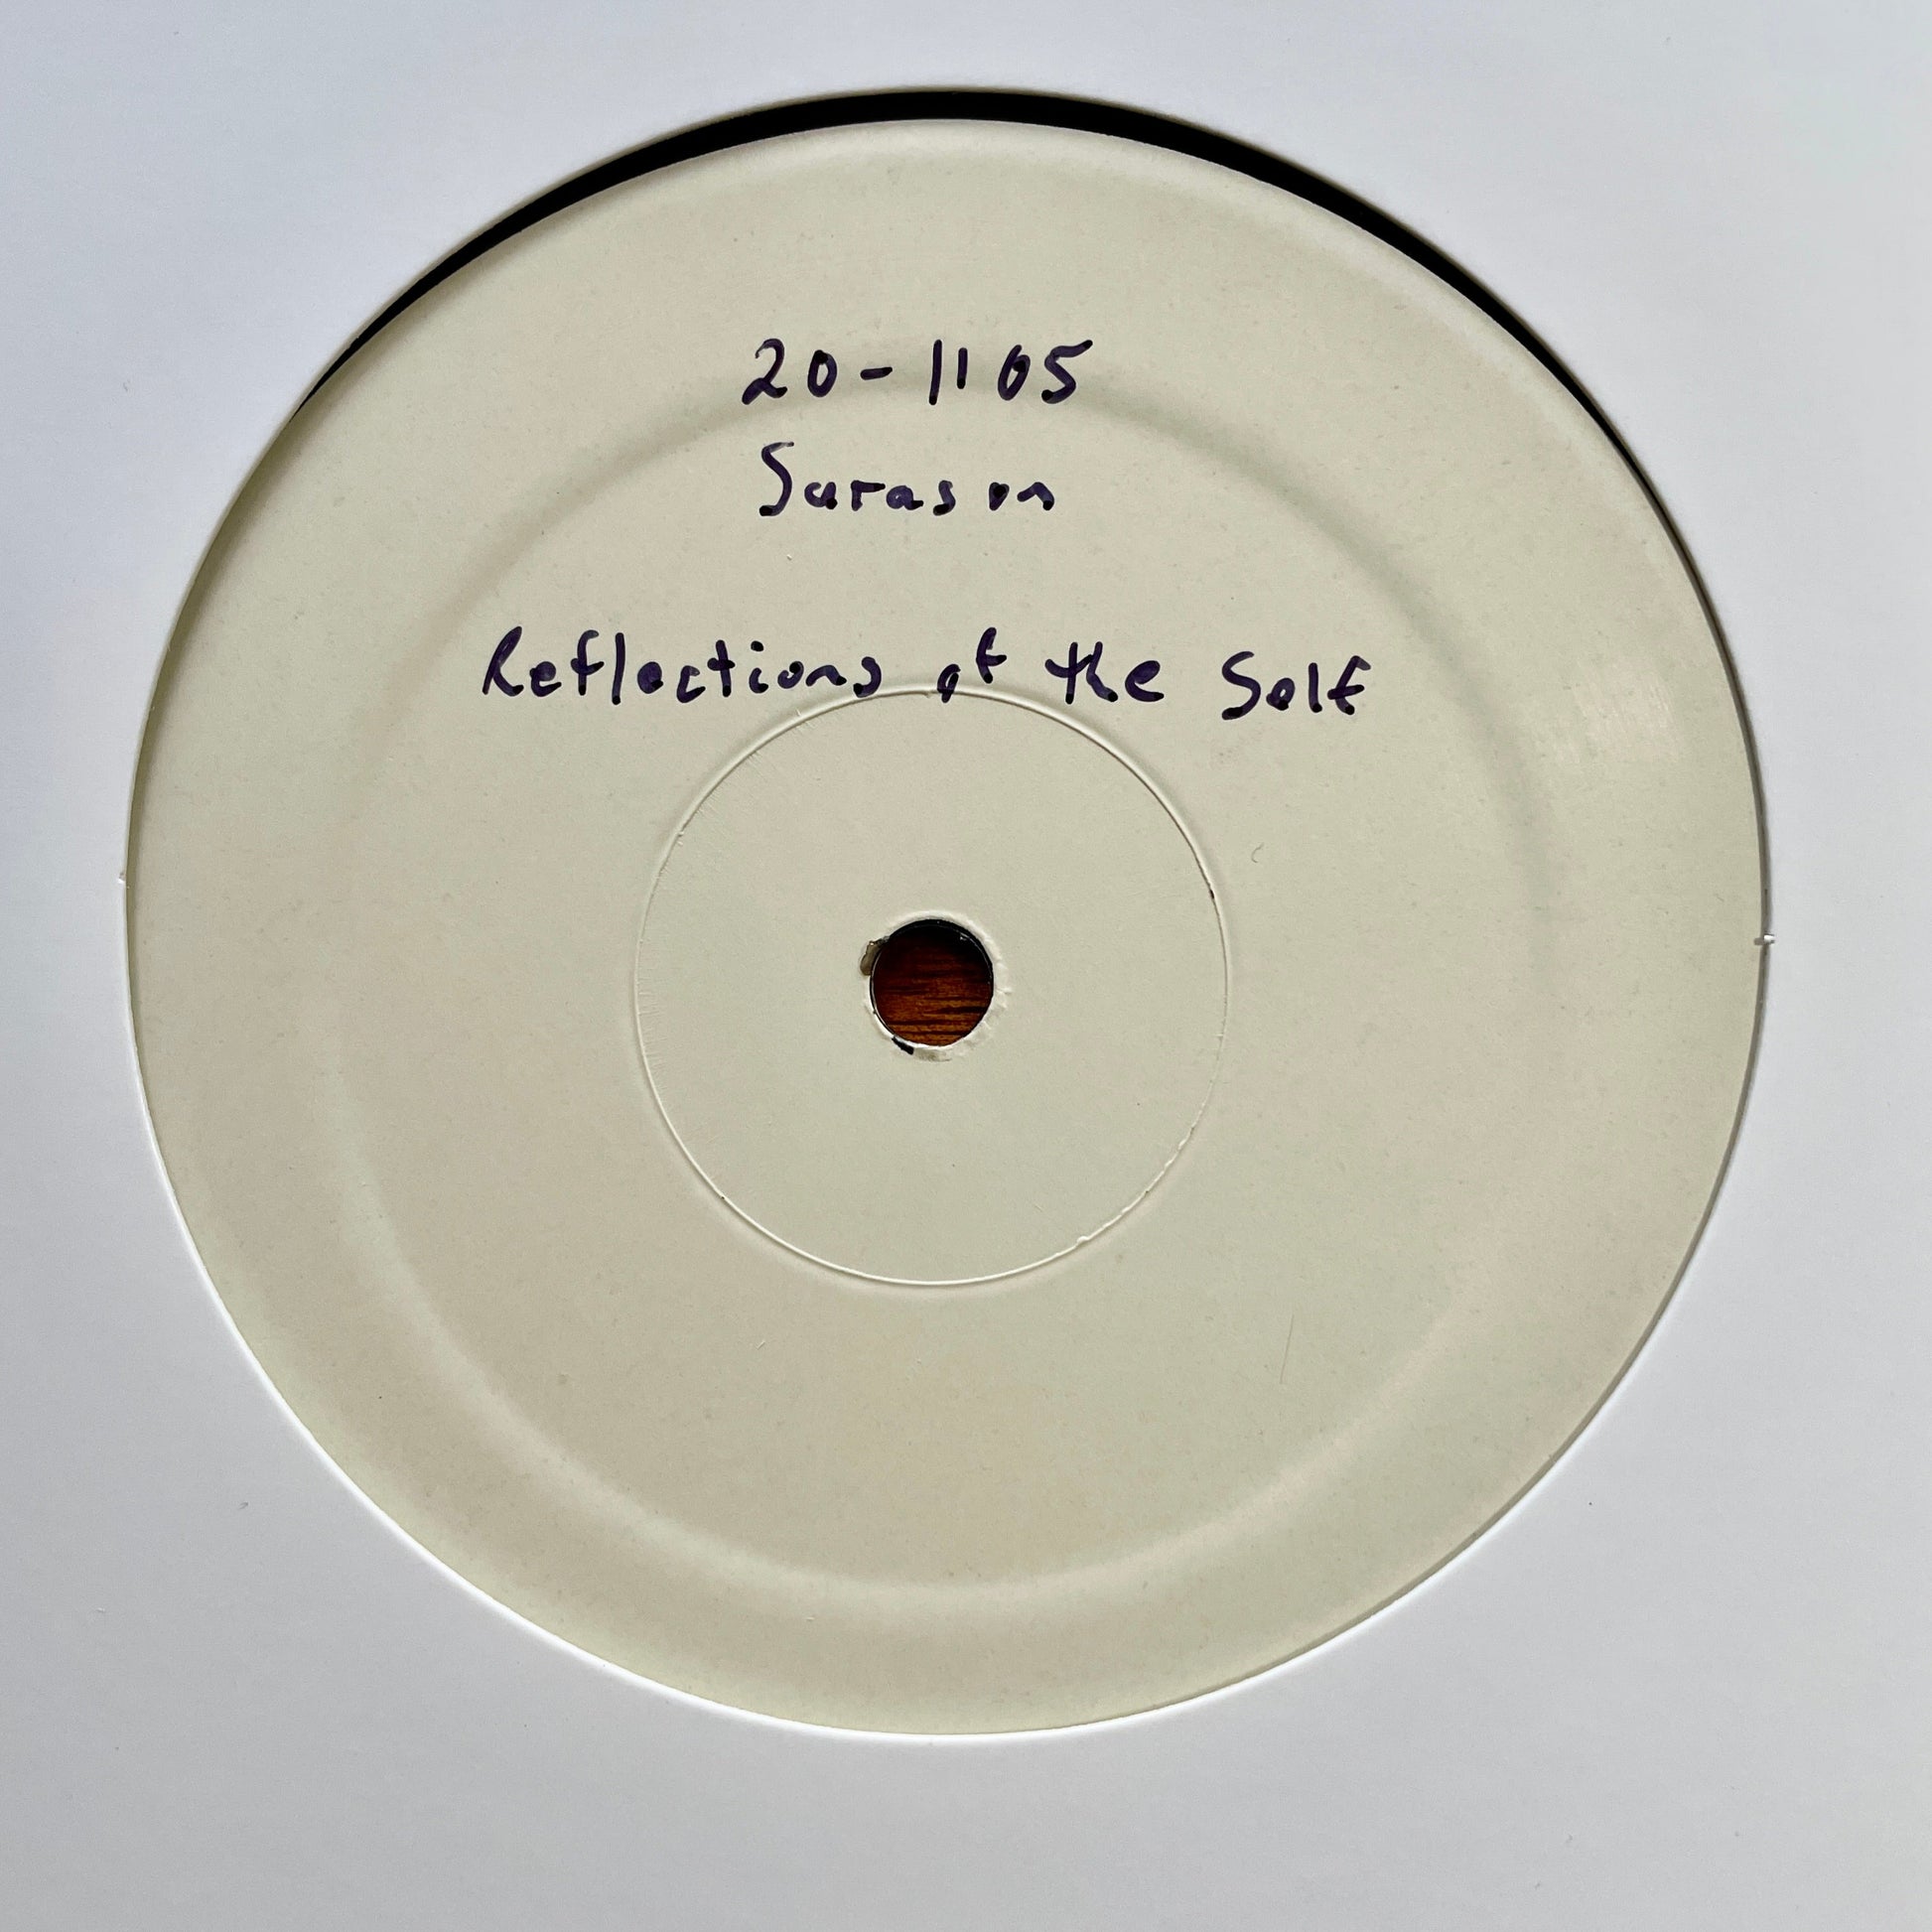 20-1105
Sarason
Reflections of the Self